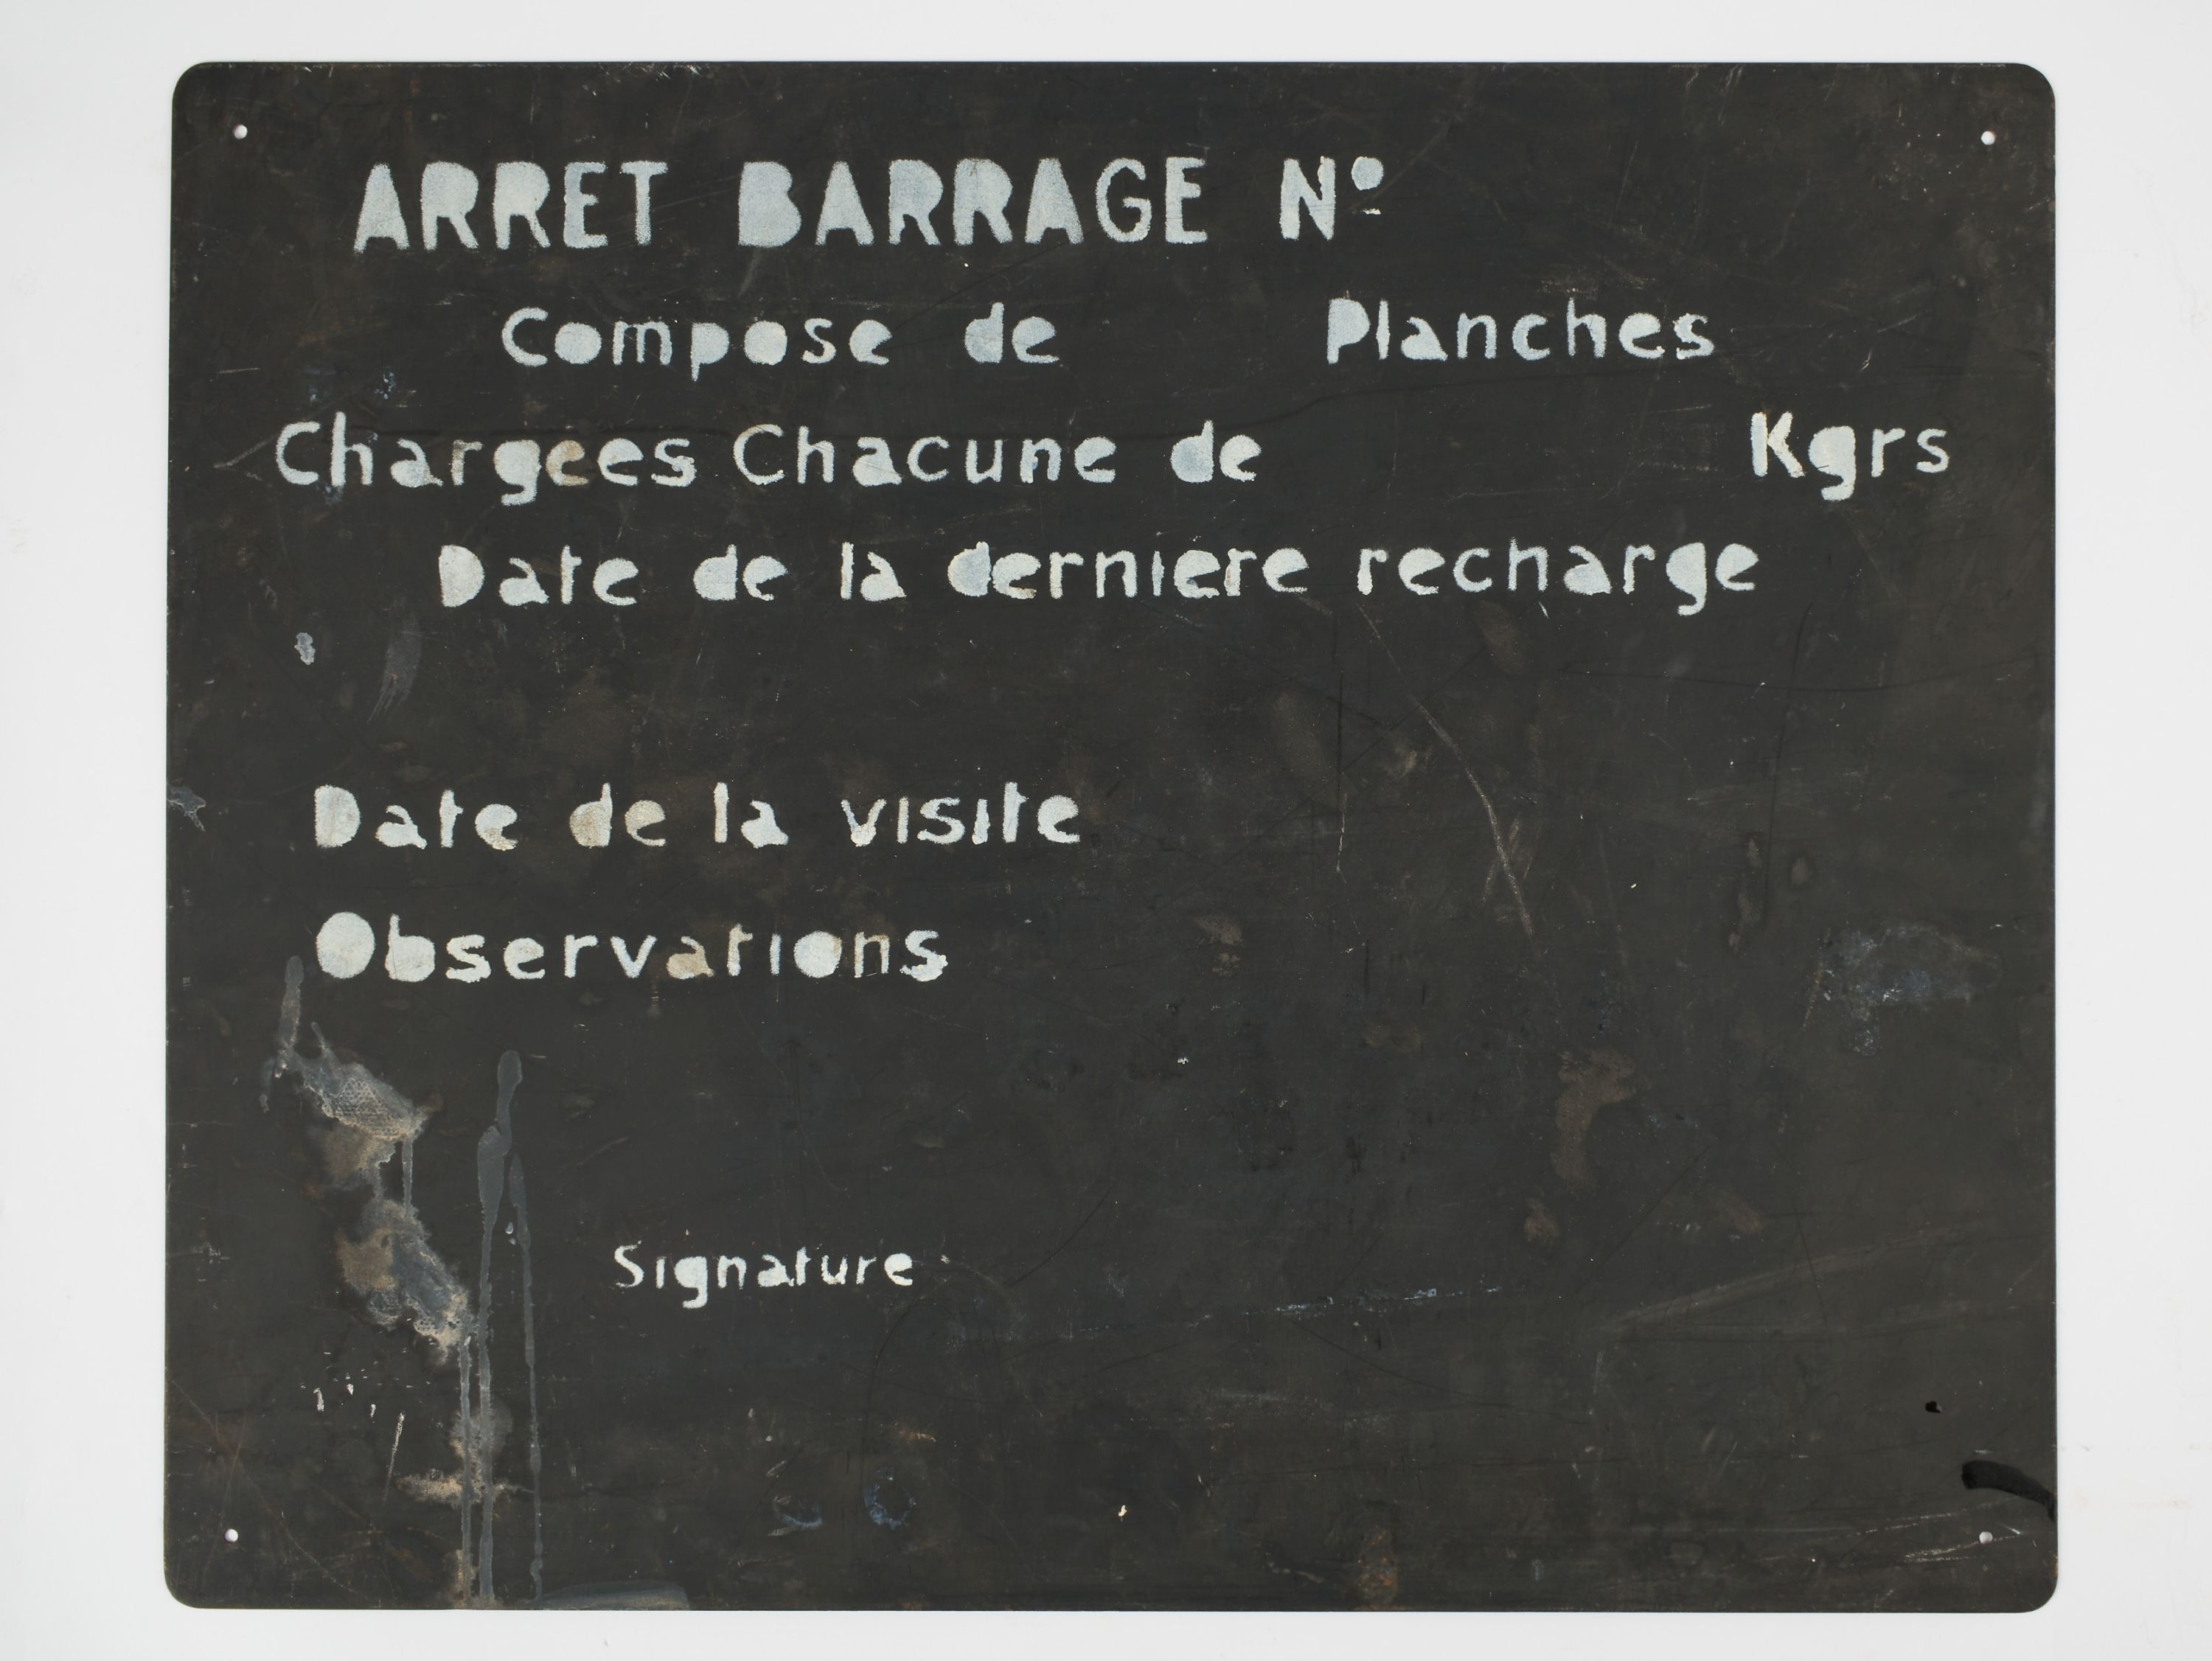 ARRET BARRAGE Nº
Compose de Planches
Chargees Chacune de Kgrs
Date de la derniere recharge
Date de la visite
Observations
Signature